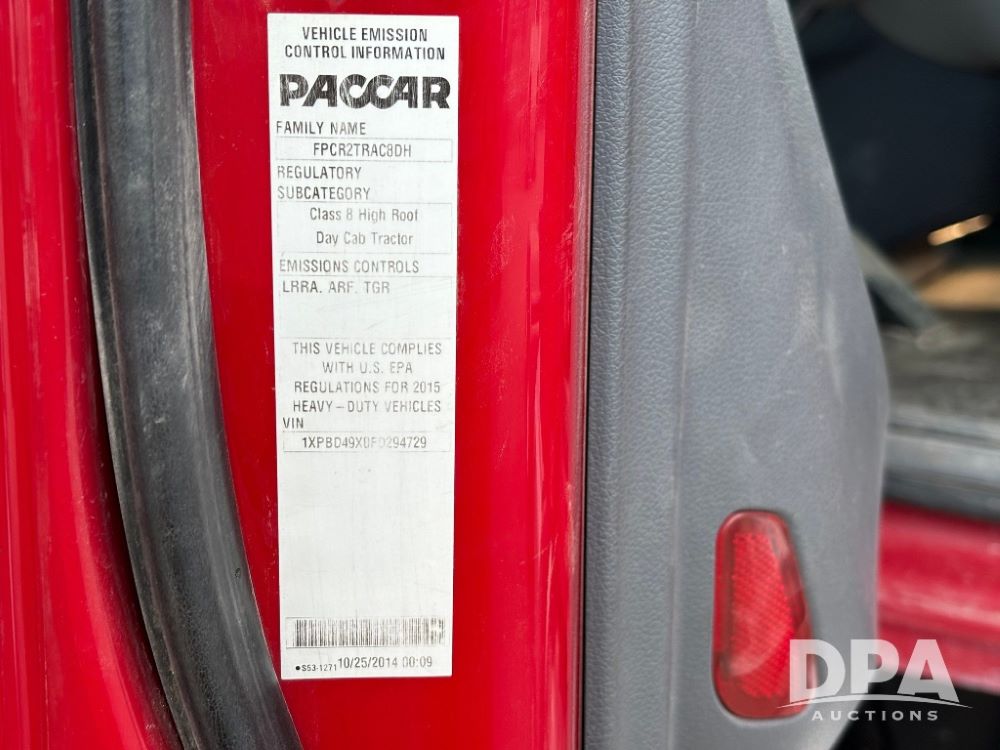 VEHICLE EMISSION
CONTROL INFORMATION
PACCAR
FAMILY NAME
FPCR2TRAC8DH
REGULATORY
SUBCATEGORY
Class 8 High Roof
Day Cab Tractor
EMISSIONS CONTROLS
LRRA, ARF, TGR
THIS VEHICLE COMPLIES
WITH U.S. EPA
REGULATIONS FOR 2015
HEAVY-DUTY VEHICLES
VIN
1XPBD49X0FD294729
•S53-1271 10/25/2014 00:09
DPA
AUCTIONS